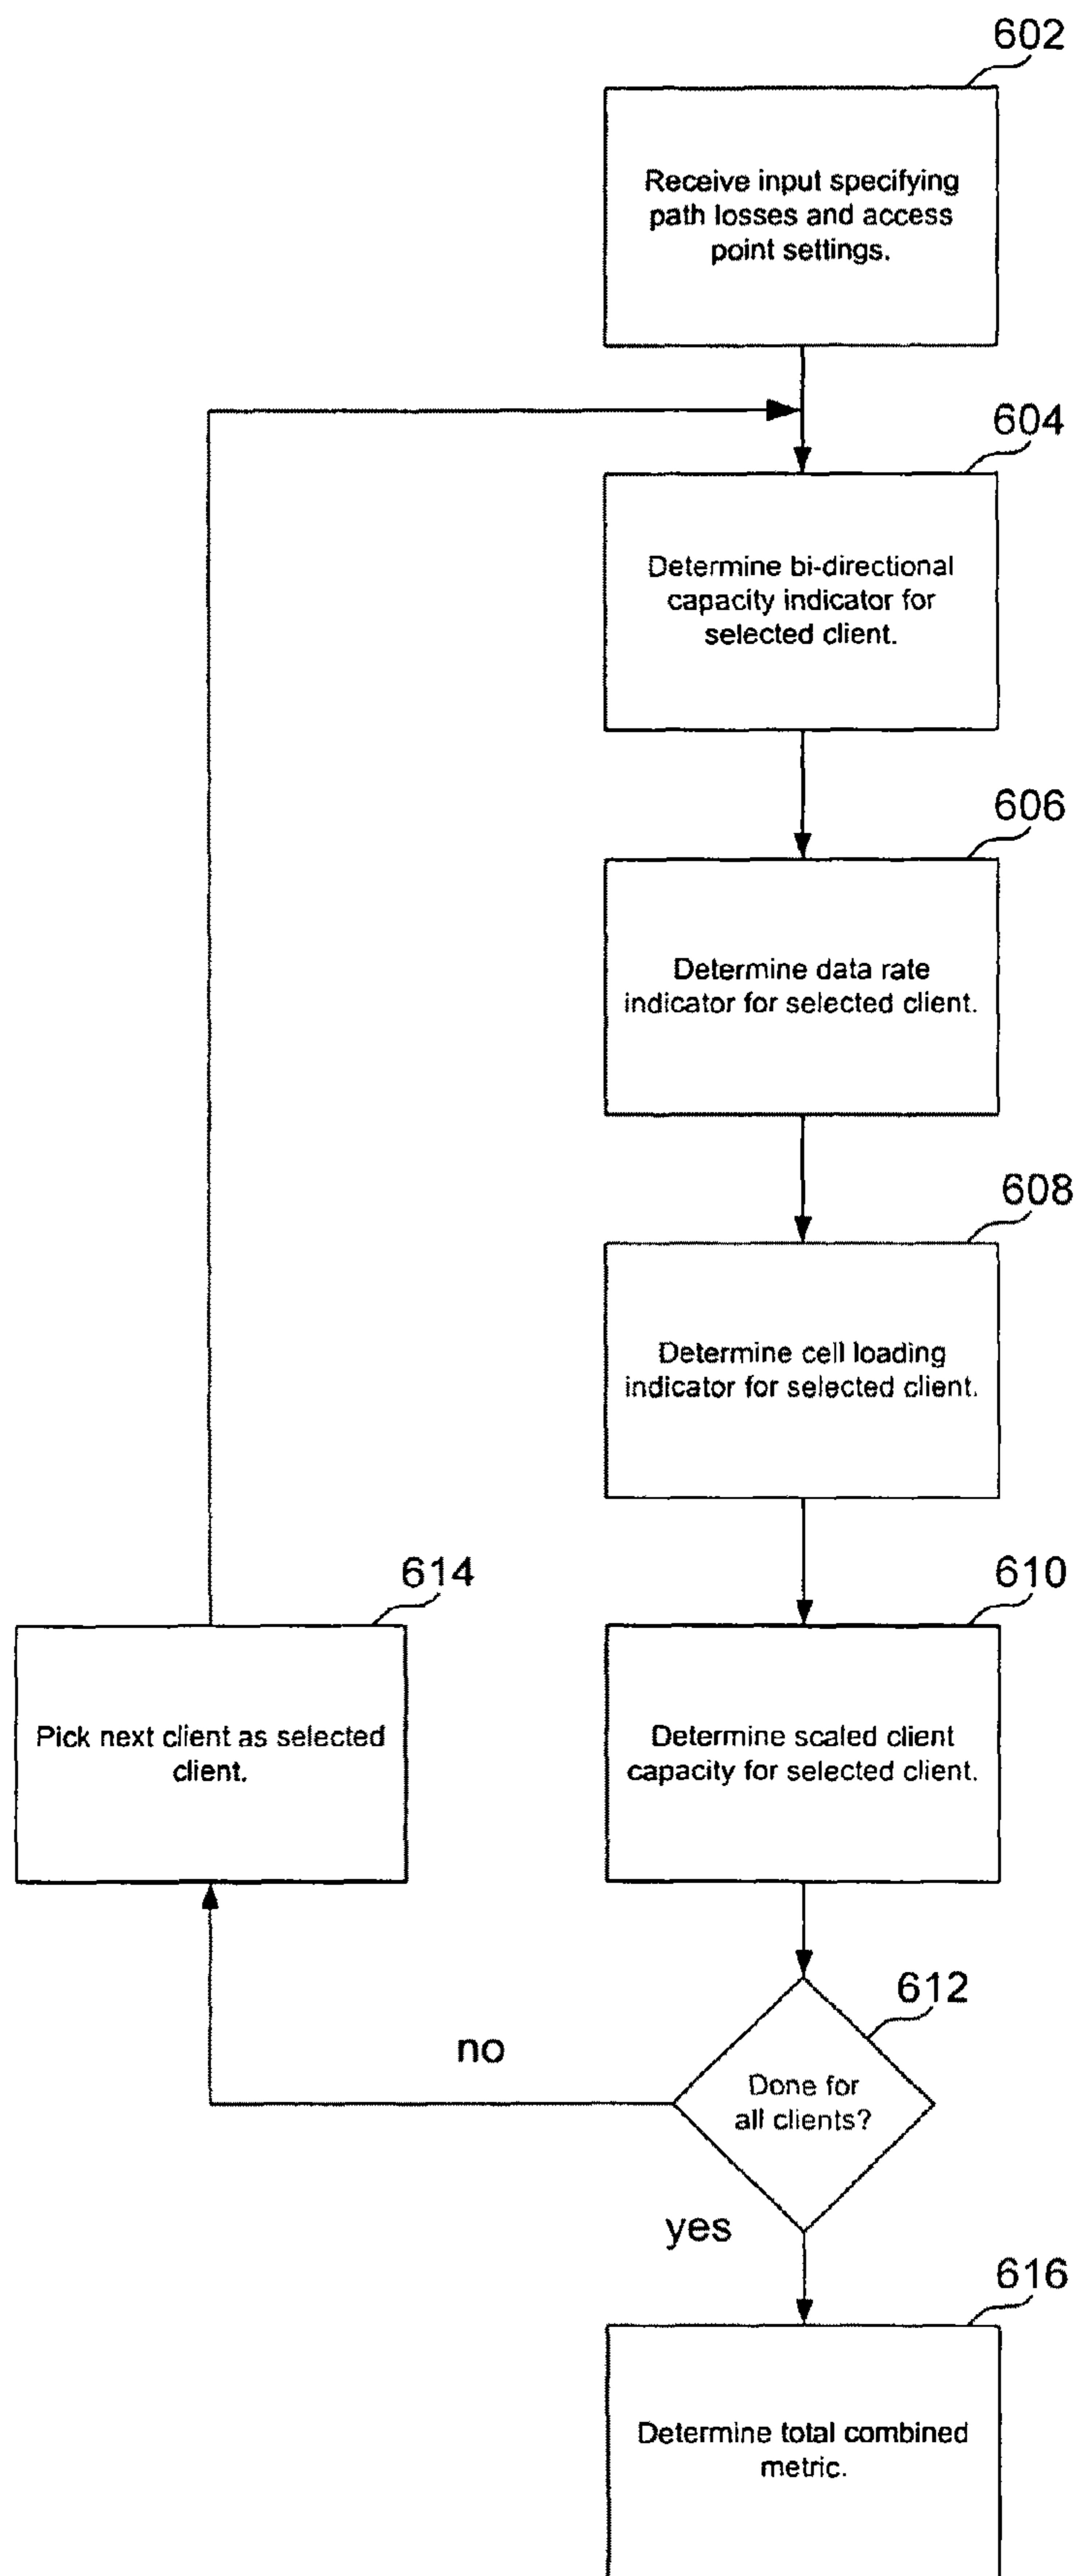 602
Receive input specifying
path losses and access
point settings.
604
Determine bi-directional
capacity indicator for
selected client.
606
Determine data rate
indicator for selected client.
608
Determine cell loading
indicator for selected client.
610
Determine scaled client
capacity for selected client.
614
Pick next client as selected
client.
612
Done for
all clients?
no
yes
616
Determine total combined
metric.